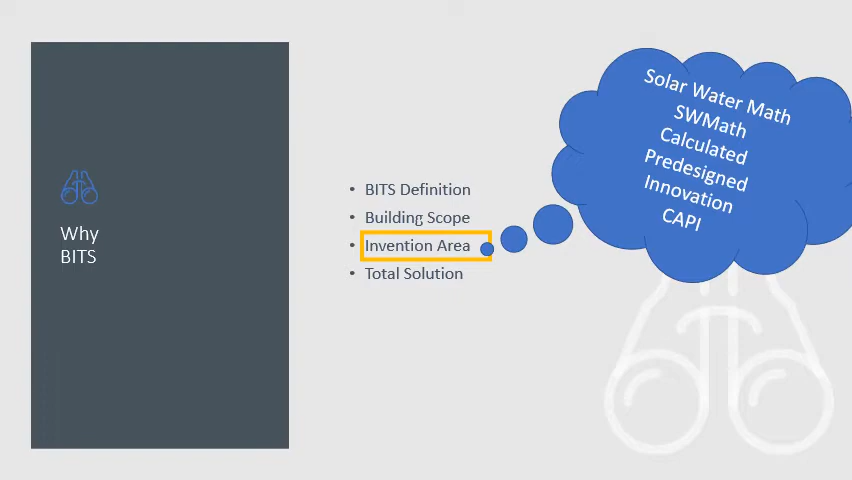 Why
BITS
• BITS Definition
• Building Scope
• Invention Area
• Total Solution
Solar Water Math
SWMath
Calculated
Predesigned
Innovation
CAPI